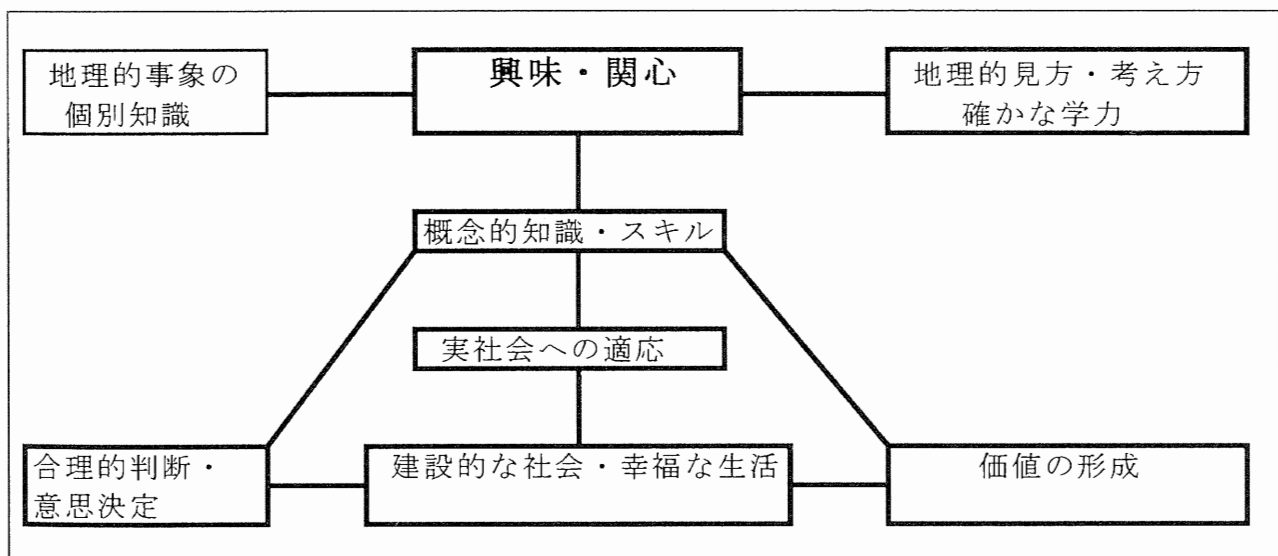 地理的事象の
個別知識
興味・関心
地理的見方・考え方
確かな学力
概念的知識・スキル
実社会への適応
合理的判断・
意思決定
建設的な社会・幸福な生活
価値の形成